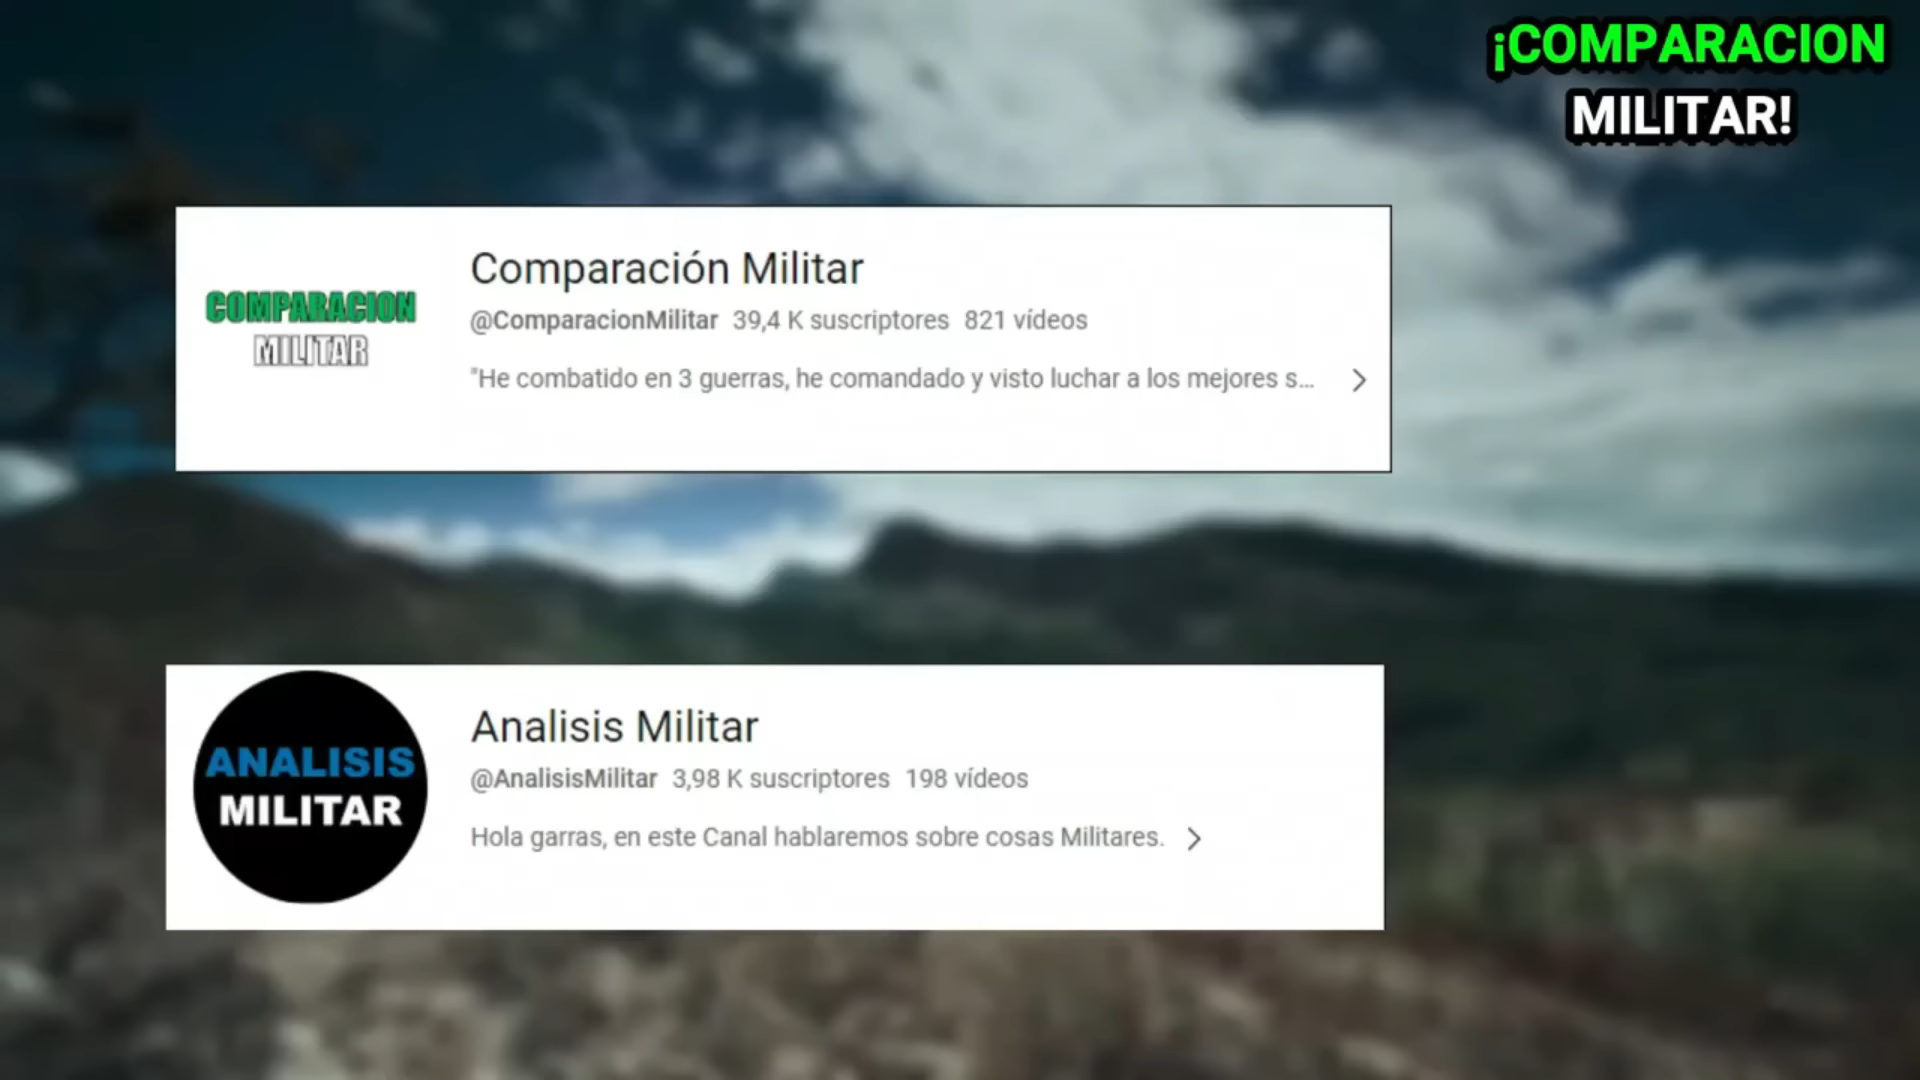 ¡COMPARACION
MILITAR!
COMPARACION
MILITAR
Comparación Militar
@ComparacionMilitar 39,4 K suscriptores 821 vídeos
"He combatido en 3 guerras, he comandado y visto luchar a los mejores s...
ANALISIS
MILITAR
Analisis Militar
@AnalisisMilitar 3,98 K suscriptores 198 vídeos
Hola garras, en este Canal hablaremos sobre cosas Militares.